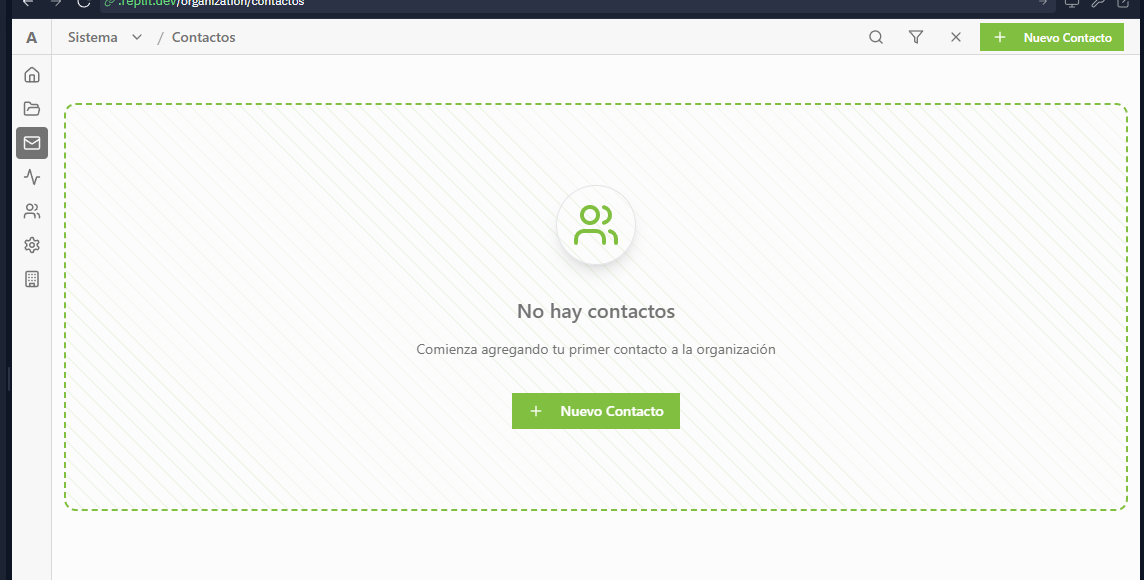 .replit.dev/organization/contactos
A
Sistema / Contactos
Nuevo Contacto
No hay contactos
Comienza agregando tu primer contacto a la organización
Nuevo Contacto